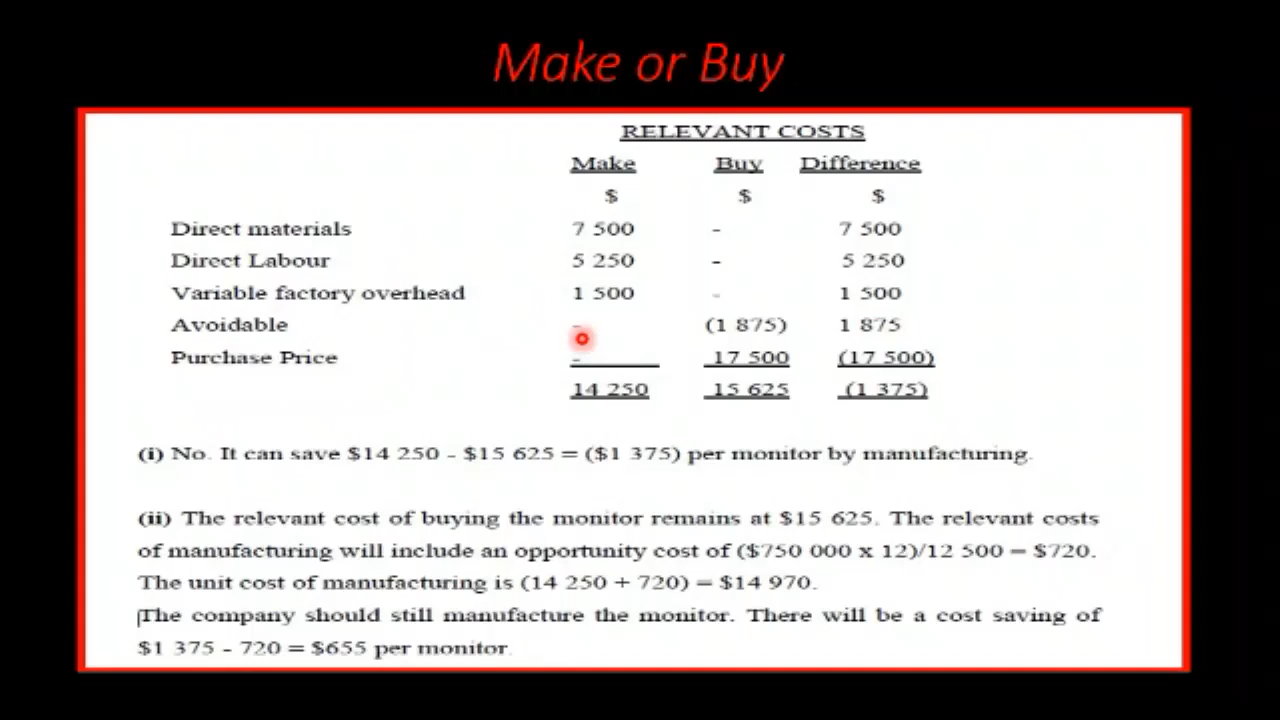 Make or Buy
RELEVANT COSTS
Make Buy Difference
$ $ $
Direct materials 7 500 - 7 500
Direct Labour 5 250 - 5 250
Variable factory overhead 1 500 - 1 500
Avoidable - (1 875) 1 875
Purchase Price - 17 500 (17 500)
14 250 15 625 (1 375)
(i) No. It can save $14 250 - $15 625 = ($1 375) per monitor by manufacturing.
(ii) The relevant cost of buying the monitor remains at $15 625. The relevant costs
of manufacturing will include an opportunity cost of ($750 000 x 12)/12 500 = $720.
The unit cost of manufacturing is (14 250 + 720) = $14 970.
The company should still manufacture the monitor. There will be a cost saving of
$1 375 - 720 = $655 per monitor.